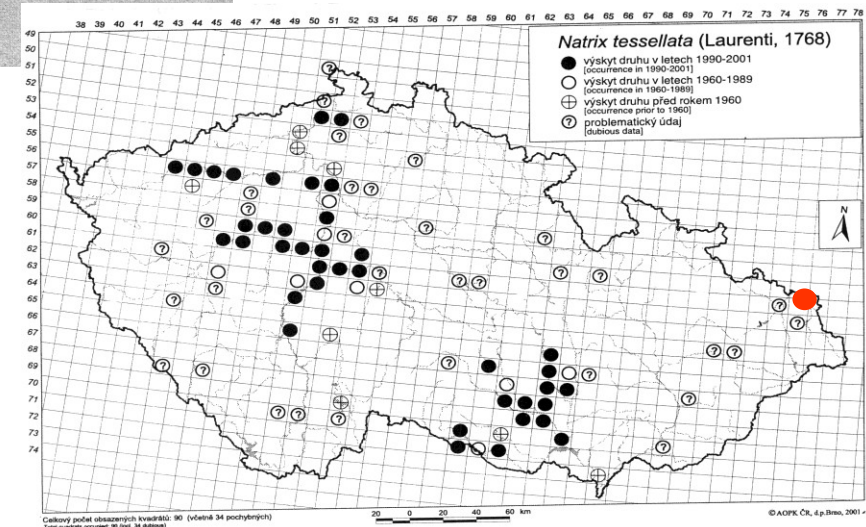 38 39 40 41 42 43 44 45 46 47 48 49 50 51 52 53 54 55 56 57 58 59 60 61 62 63 64 65 66 67 68 69 70 71 72 73 74 75 76 77 78
49
50
51
52
53
54
55
56
57
58
59
60
61
62
63
64
65
66
67
68
69
70
71
72
73
74
Natrix tessellata (Laurenti, 1768)
výskyt druhu v letech 1990-2001
[occurrence in 1990-2001]
výskyt druhu v letech 1960-1989
[occurrence in 1960-1989]
výskyt druhu před rokem 1960
[occurrence prior to 1960]
? problematický údaj
[dubious data]
N
Celkový počet obsazených kvadrátů: 90 (včetně 34 pochybných)
20 0 20 40 60 km
© AOPK ČR, d.p.Brno, 2001